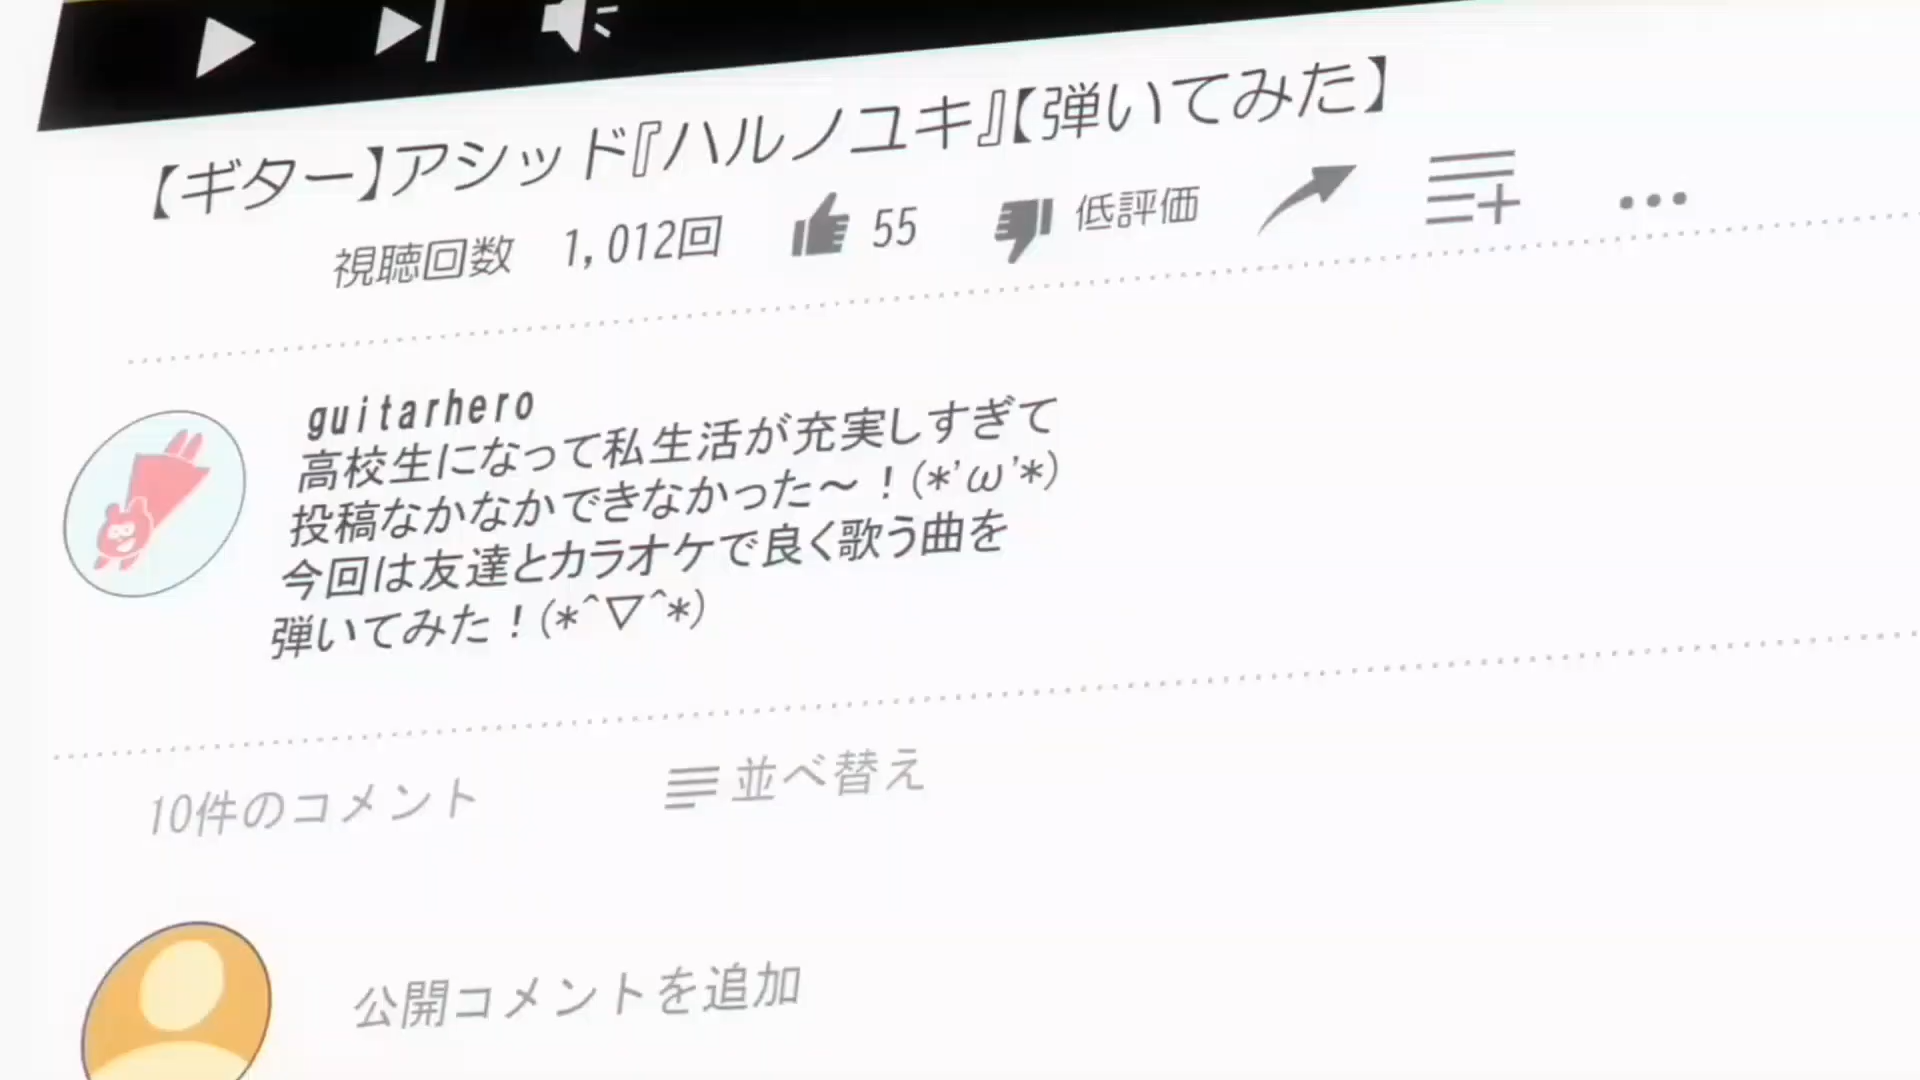 【ギター】アシッド『ハルノユキ』【弾いてみた】
視聴回数 1,012回 55 低評価
guitarhero
高校生になって私生活が充実しすぎて
投稿なかなかできなかった～！(*'ω'*)
今回は友達とカラオケで良く歌う曲を
弾いてみた！(*^▽^*)
10件のコメント 並べ替え
公開コメントを追加